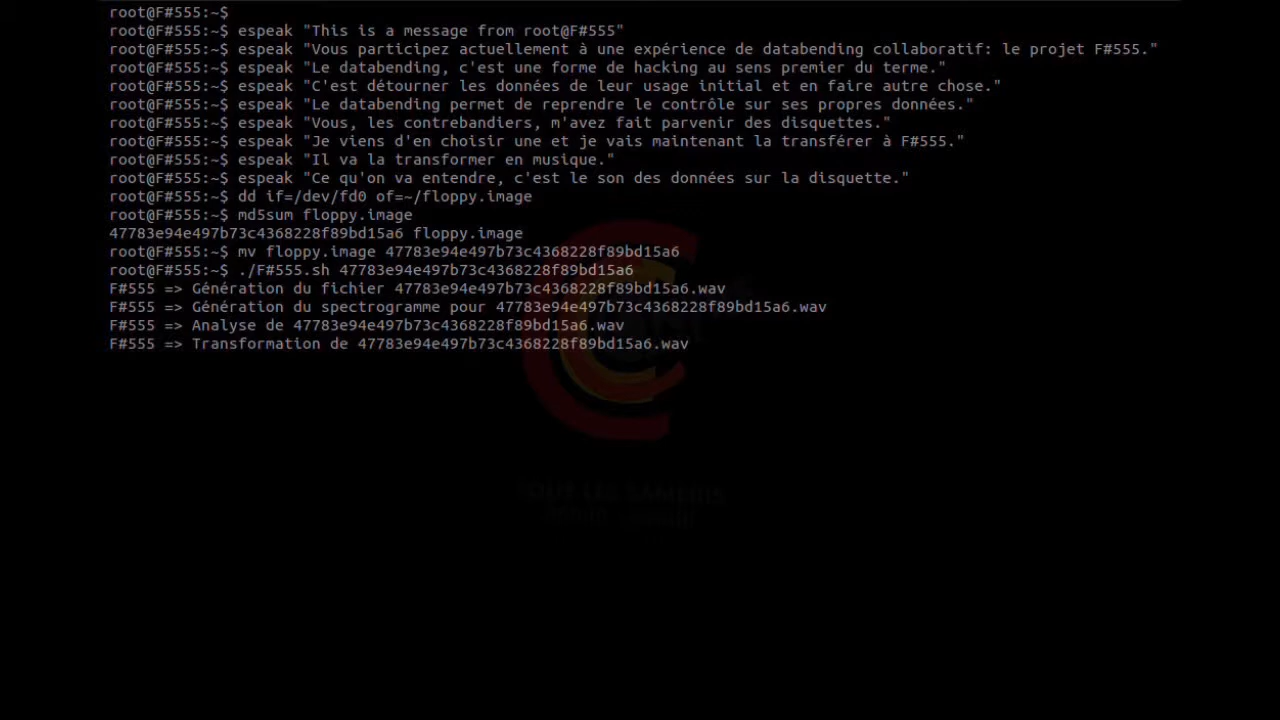 root@F#555:~$
root@F#555:~$ espeak "This is a message from root@F#555"
root@F#555:~$ espeak "Vous participez actuellement à une expérience de databending collaboratif: le projet F#555."
root@F#555:~$ espeak "Le databending, c'est une forme de hacking au sens premier du terme."
root@F#555:~$ espeak "C'est détourner les données de leur usage initial et en faire autre chose."
root@F#555:~$ espeak "Le databending permet de reprendre le contrôle sur ses propres données."
root@F#555:~$ espeak "Vous, les contrebandiers, m'avez fait parvenir des disquettes."
root@F#555:~$ espeak "Je viens d'en choisir une et je vais maintenant la transférer à F#555."
root@F#555:~$ espeak "Il va la transformer en musique."
root@F#555:~$ espeak "Ce qu'on va entendre, c'est le son des données sur la disquette."
root@F#555:~$ dd if=/dev/fd0 of=~/floppy.image
root@F#555:~$ md5sum floppy.image
47783e94e497b73c4368228f89bd15a6 floppy.image
root@F#555:~$ mv floppy.image 47783e94e497b73c4368228f89bd15a6
root@F#555:~$ ./F#555.sh 47783e94e497b73c4368228f89bd15a6
F#555 => Génération du fichier 47783e94e497b73c4368228f89bd15a6.wav
F#555 => Génération du spectrogramme pour 47783e94e497b73c4368228f89bd15a6.wav
F#555 => Analyse de 47783e94e497b73c4368228f89bd15a6.wav
F#555 => Transformation de 47783e94e497b73c4368228f89bd15a6.wav
TOUS LES SAMEDIS